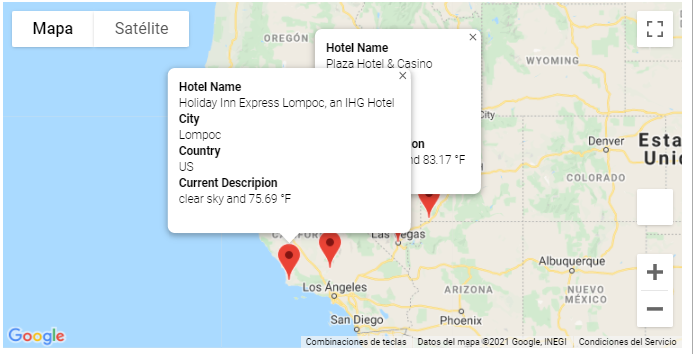 Mapa
Satélite
OREGÓN
WYOMING
Hotel Name
Plaza Hotel & Casino
Hotel Name
Holiday Inn Express Lompoc, an IHG Hotel
City
Lompoc
Country
US
Current Descripion
clear sky and 75.69 °F
City
ion
nd 83.17 °F
Denver
Esta
Unid
COLORADO
Las Vegas
Los Ángeles
Albuquerque
ARIZONA
NUEVO
MÉXICO
San Diego
Phoenix
Google
Combinaciones de teclas
Datos del mapa ©2021 Google, INEGI
Condiciones del Servicio